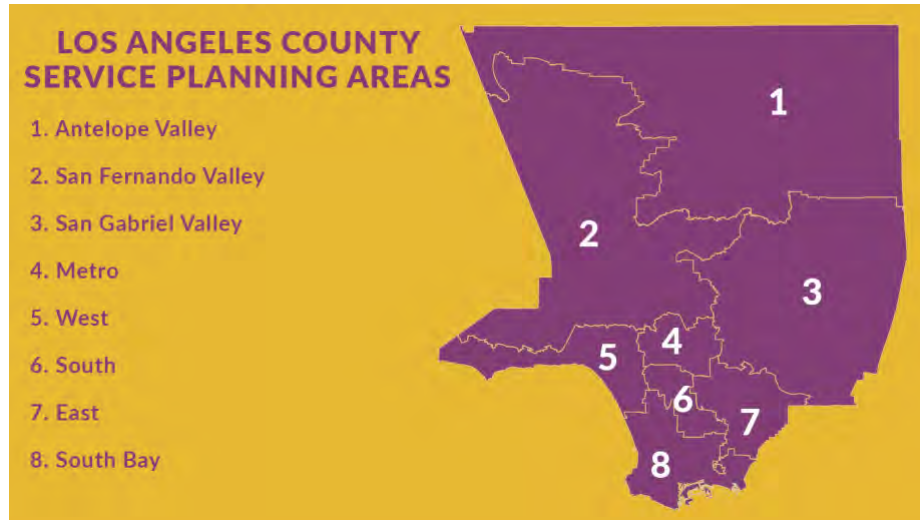 LOS ANGELES COUNTY
SERVICE PLANNING AREAS
1. Antelope Valley
2. San Fernando Valley
3. San Gabriel Valley
4. Metro
5. West
6. South
7. East
8. South Bay
1
2
3
4
5
6
7
8